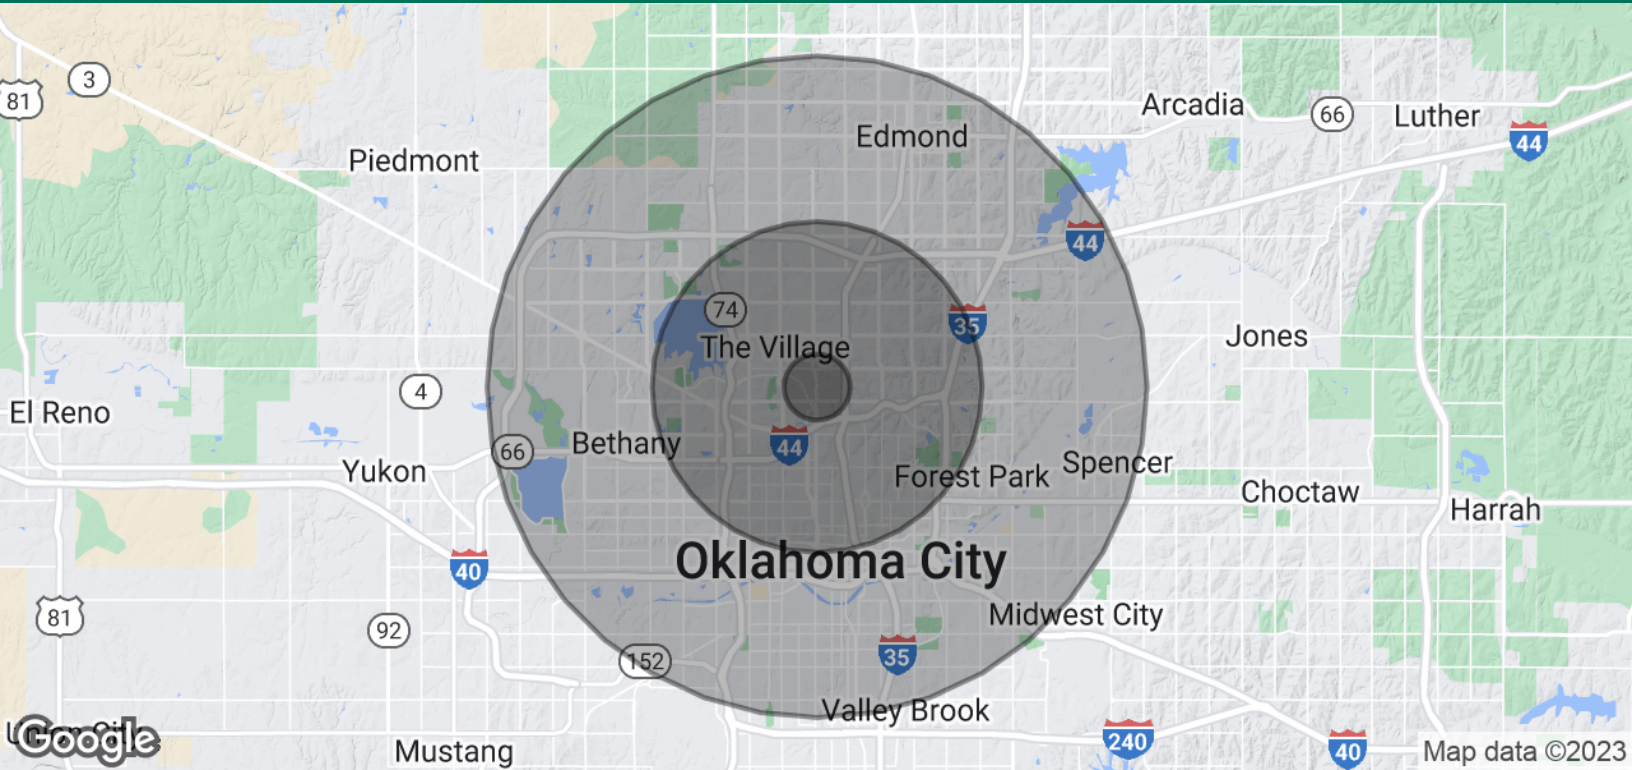 3
81
Arcadia
66
Luther
Edmond
44
Piedmont
44
74
35
Jones
The Village
4
El Reno
Bethany
44
66
Yukon
Forest Park
Spencer
Choctaw
Harrah
Oklahoma City
40
81
92
Midwest City
152
35
Valley Brook
Union City
Google
240
Mustang
40
Map data ©2023